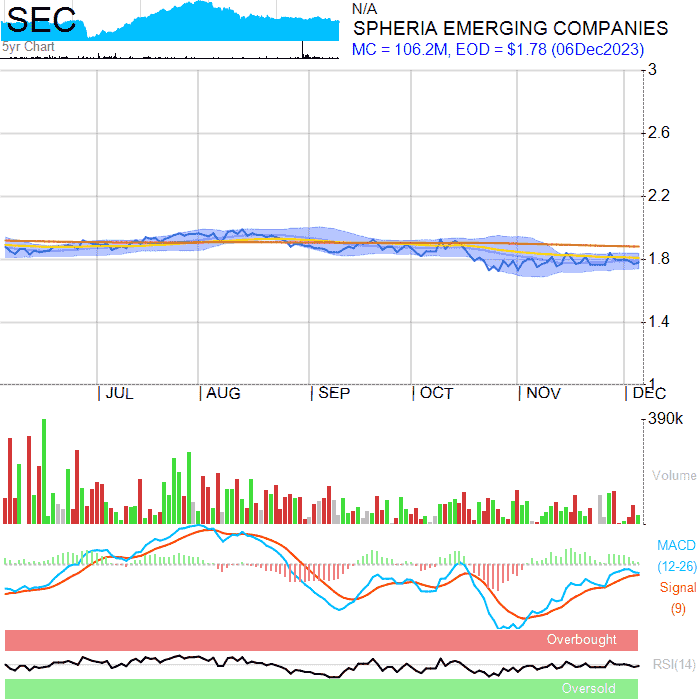 SEC
N/A
SPHERIA EMERGING COMPANIES
5yr Chart
MC = 106.2M, EOD = $1.78 (06Dec2023)
3
2.6
2.2
1.8
1.4
1
JUL AUG SEP OCT NOV DEC
390k
Volume
MACD
(12-26)
Signal
(9)
Overbought
RSI(14)
Oversold